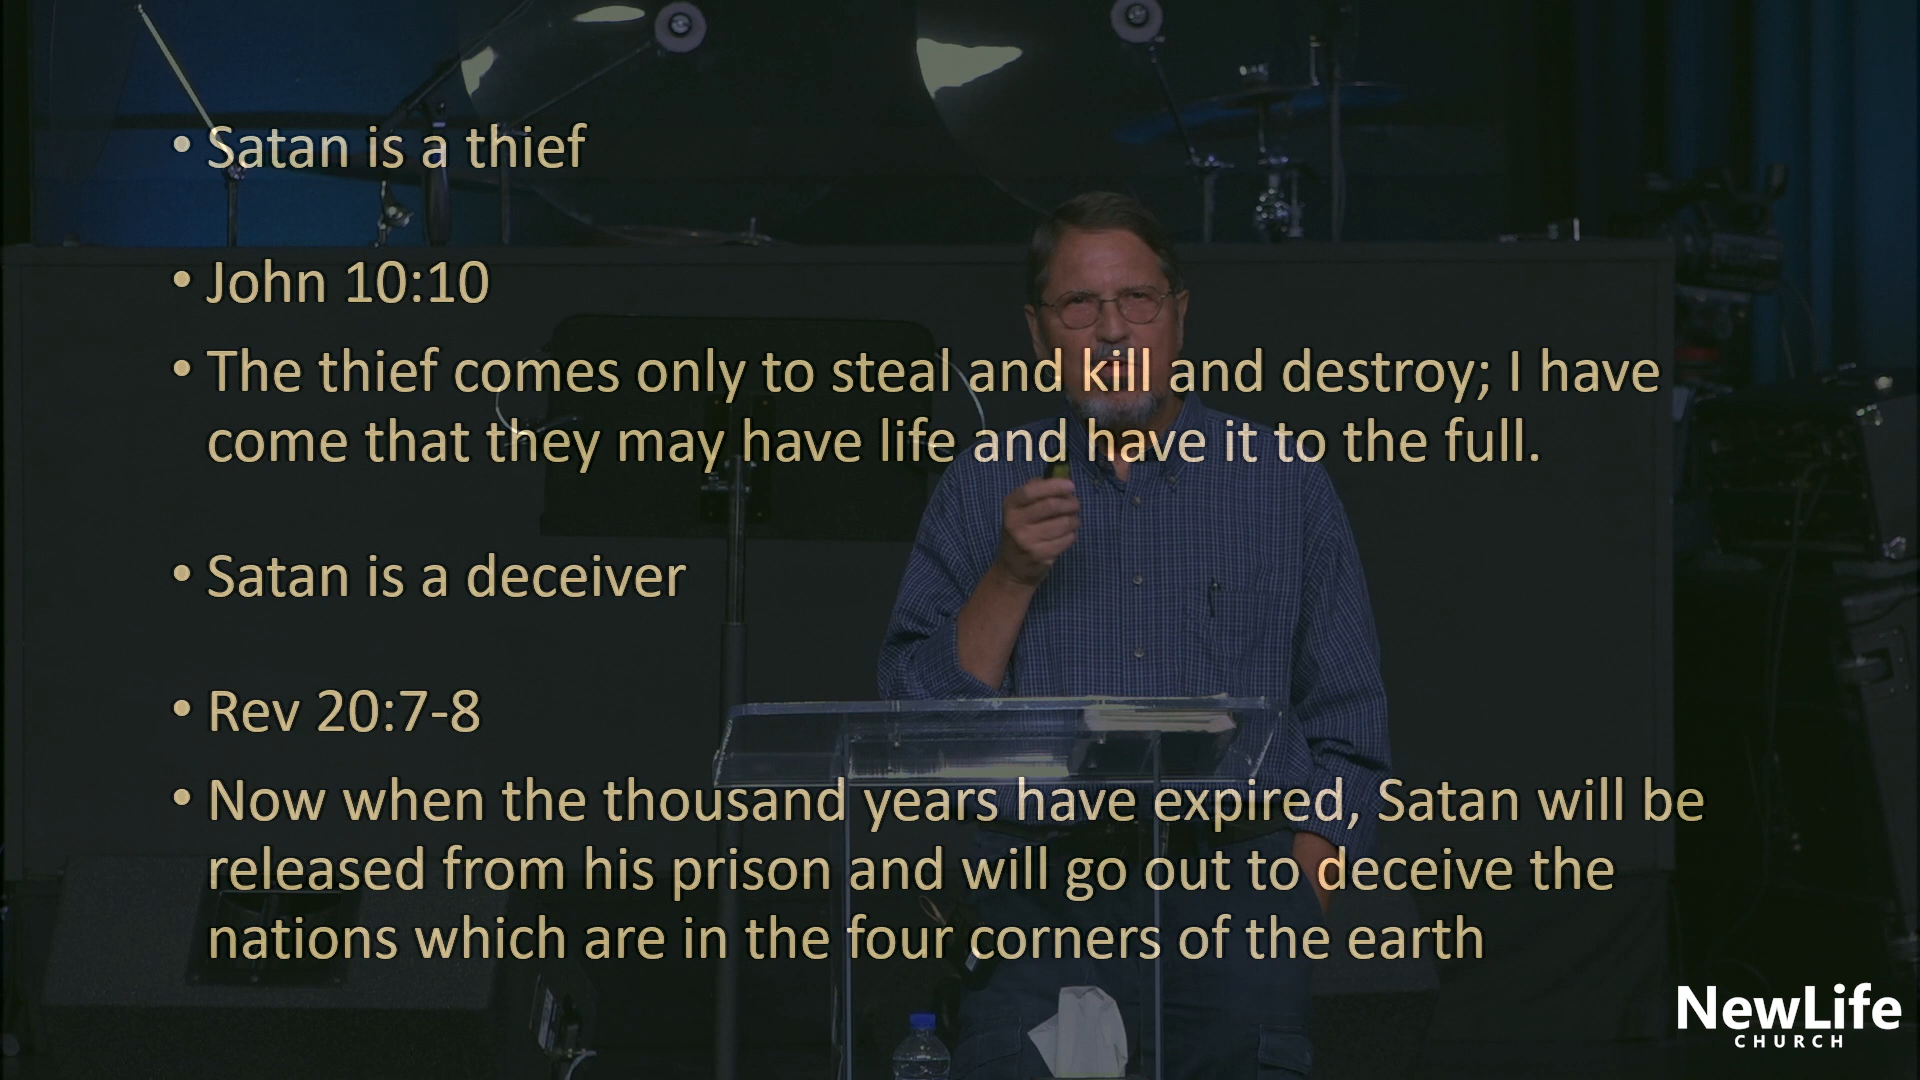 • Satan is a thief
• John 10:10
• The thief comes only to steal and kill and destroy; I have
come that they may have life and have it to the full.
• Satan is a deceiver
• Rev 20:7-8
• Now when the thousand years have expired, Satan will be
released from his prison and will go out to deceive the
nations which are in the four corners of the earth
NewLife
CHURCH